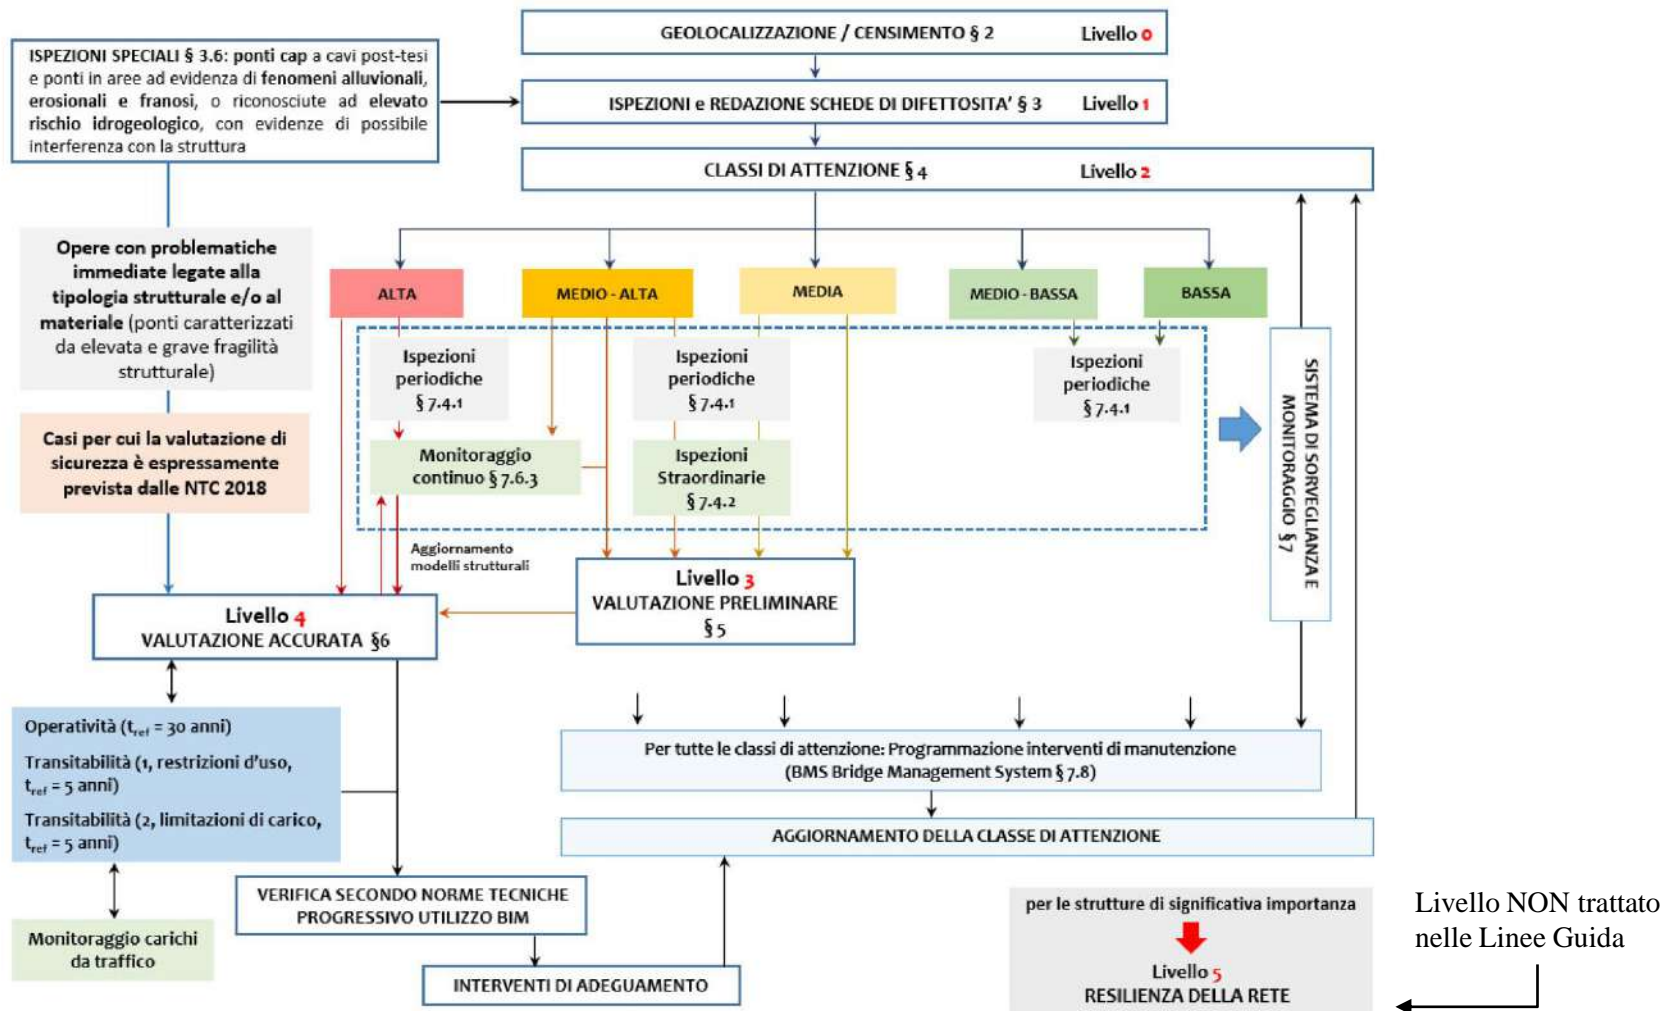 GEOLOCALIZZAZIONE / CENSIMENTO § 2 Livello 0
ISPEZIONI SPECIALI § 3.6: ponti cap a cavi post-tesi
e ponti in aree ad evidenza di fenomeni alluvionali,
erosionali e franosi, o riconosciute ad elevato
rischio idrogeologico, con evidenze di possibile
interferenza con la struttura
ISPEZIONI e REDAZIONE SCHEDE DI DIFETTOSITA’ § 3 Livello 1
CLASSI DI ATTENZIONE § 4 Livello 2
Opere con problematiche
immediate legate alla
tipologia strutturale e/o al
materiale (ponti caratterizzati
da elevata e grave fragilità
strutturale)
ALTA
MEDIO - ALTA
MEDIA
MEDIO - BASSA
BASSA
Ispezioni
periodiche
§ 7.4.1
Ispezioni
periodiche
§ 7.4.1
Ispezioni
periodiche
§ 7.4.1
Casi per cui la valutazione di
sicurezza è espressamente
prevista dalle NTC 2018
Monitoraggio
continuo § 7.6.3
Ispezioni
Straordinarie
§ 7.4.2
SISTEMA DI SORVEGLIANZA E
MONITORAGGIO §7
Aggiornamento
modelli strutturali
Livello 3
VALUTAZIONE PRELIMINARE
§ 5
Livello 4
VALUTAZIONE ACCURATA §6
Operatività (tref = 30 anni)
Transitabilità (1, restrizioni d’uso,
tref = 5 anni)
Transitabilità (2, limitazioni di carico,
tref = 5 anni)
Per tutte le classi di attenzione: Programmazione interventi di manutenzione
(BMS Bridge Management System § 7.8)
AGGIORNAMENTO DELLA CLASSE DI ATTENZIONE
VERIFICA SECONDO NORME TECNICHE
PROGRESSIVO UTILIZZO BIM
Monitoraggio carichi
da traffico
INTERVENTI DI ADEGUAMENTO
per le strutture di significativa importanza
Livello 5
RESILIENZA DELLA RETE
Livello NON trattato
nelle Linee Guida